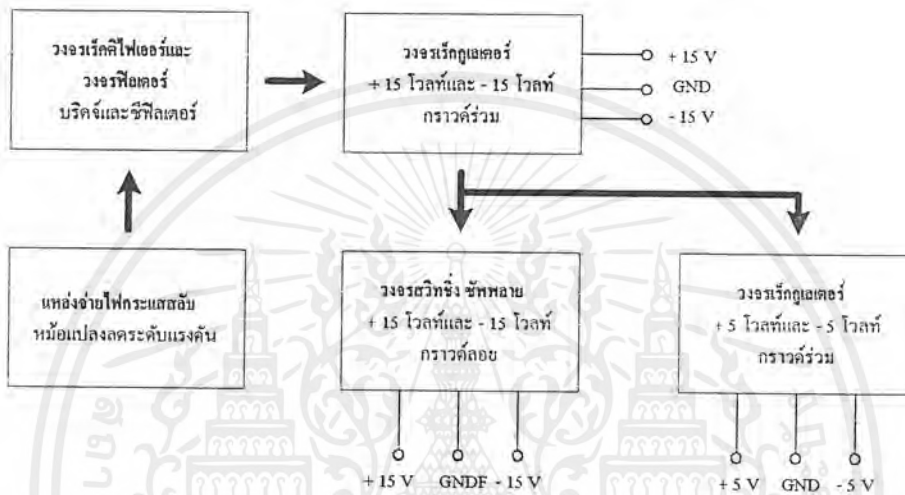 วงจรเร็กติไฟเออร์และ
วงจรฟิลเตอร์
บริดจ์และซีฟิลเตอร์
วงจรเร็กกูเลเตอร์
+ 15 โวลท์และ - 15 โวลท์
กราวด์ร่วม
+ 15 V
GND
- 15 V
แหล่งจ่ายไฟกระแสสลับ
หม้อแปลงลดระดับแรงดัน
วงจรสวิทชิ่ง ซัพพลาย
+ 15 โวลท์และ - 15 โวลท์
กราวด์ลอย
วงจรเร็กกูเลเตอร์
+ 5 โวลท์และ - 5 โวลท์
กราวด์ร่วม
+ 15 V GNDF - 15 V
+ 5 V GND - 5 V